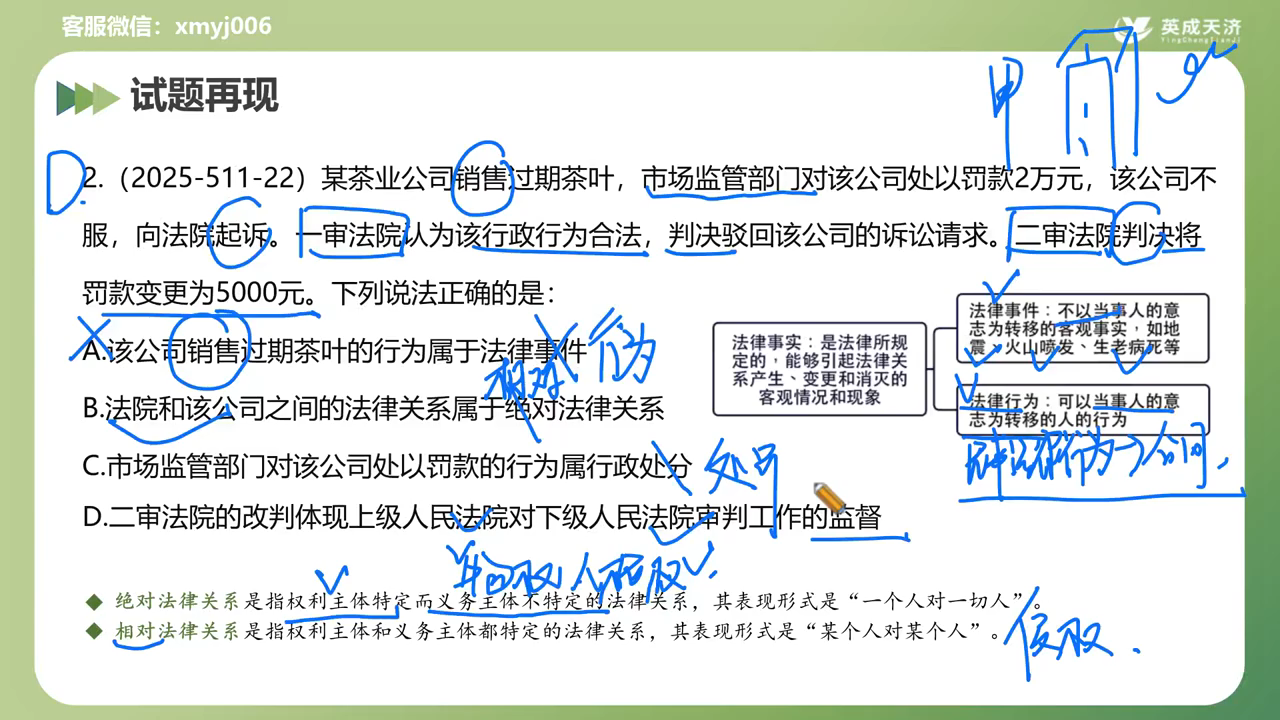 客服微信：xmyj006
英成天济
YingChengTianJi
试题再现
甲
D.
2.（2025-511-22）某茶业公司销售过期茶叶，市场监管部门对该公司处以罚款2万元，该公司不
服，向法院起诉。一审法院认为该行政行为合法，判决驳回该公司的诉讼请求。二审法院判决将
罚款变更为5000元。下列说法正确的是：
A.该公司销售过期茶叶的行为属于法律事件
行为
相对
B.法院和该公司之间的法律关系属于绝对法律关系
C.市场监管部门对该公司处以罚款的行为属行政处分
处罚
D.二审法院的改判体现上级人民法院对下级人民法院审判工作的监督
法律事实：是法律所规
定的、能够引起法律关
系产生、变更和消灭的
客观情况和现象
法律事件：不以当事人的意
志为转移的客观事实，如地
震、火山喷发、生老病死等
法律行为：可以当事人的意
志为转移的人的行为
物权 人格权
◆ 绝对法律关系是指权利主体特定而义务主体不特定的法律关系，其表现形式是“一个人对一切人”。
◆ 相对法律关系是指权利主体和义务主体都特定的法律关系，其表现形式是“某个人对某个人”。
债权.